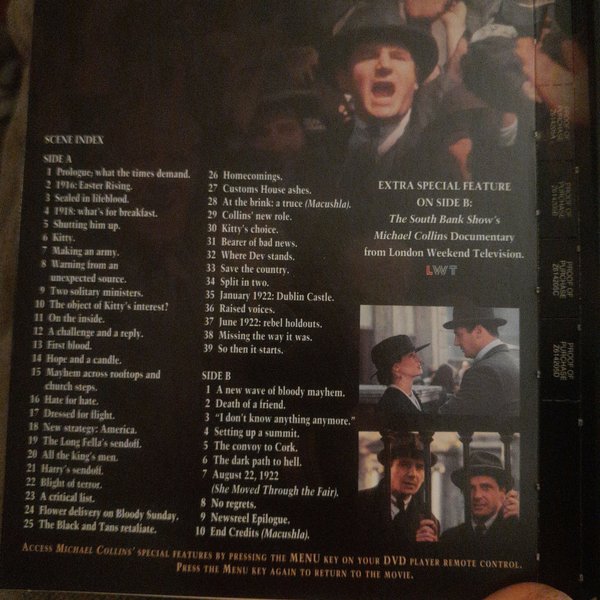 SCENE INDEX
SIDE A
1 Prologue; what the times demand.
2 1916: Easter Rising.
3 Sealed in lifeblood.
4 1918: what's for breakfast.
5 Shutting him up.
6 Kitty.
7 Making an army.
8 Warning from an
unexpected source.
9 Two solitary ministers.
10 The object of Kitty's interest?
11 On the inside.
12 A challenge and a reply.
13 First blood.
14 Hope and a candle.
15 Mayhem across rooftops and
church steps.
16 Hate for hate.
17 Dressed for flight.
18 New strategy: America.
19 The Long Fella's sendoff.
20 All the king's men.
21 Harry's sendoff.
22 Blight of terror.
23 A critical list.
24 Flower delivery on Bloody Sunday.
25 The Black and Tans retaliate.
26 Homecomings.
27 Customs House ashes.
28 At the brink: a truce (Macushla).
29 Collins' new role.
30 Kitty's choice.
31 Bearer of bad news.
32 Where Dev stands.
33 Save the country.
34 Split in two.
35 January 1922: Dublin Castle.
36 Raised voices.
37 June 1922: rebel holdouts.
38 Missing the way it was.
39 So then it starts.
SIDE B
1 A new wave of bloody mayhem.
2 Death of a friend.
3 "I don't know anything anymore."
4 Setting up a summit.
5 The convoy to Cork.
6 The dark path to hell.
7 August 22, 1922
(She Moved Through the Fair).
8 No regrets.
9 Newsreel Epilogue.
10 End Credits (Macushla).
EXTRA SPECIAL FEATURE
ON SIDE B:
The South Bank Show's
Michael Collins Documentary
from London Weekend Television.
LWT
ACCESS MICHAEL COLLINS' SPECIAL FEATURES BY PRESSING THE MENU KEY ON YOUR DVD PLAYER REMOTE CONTROL.
PRESS THE MENU KEY AGAIN TO RETURN TO THE MOVIE.
PROOF OF
PURCHASE
PROOF OF
PURCHASE
PROOF OF
PURCHASE
Z614205C
PROOF OF
PURCHASE
Z614205D